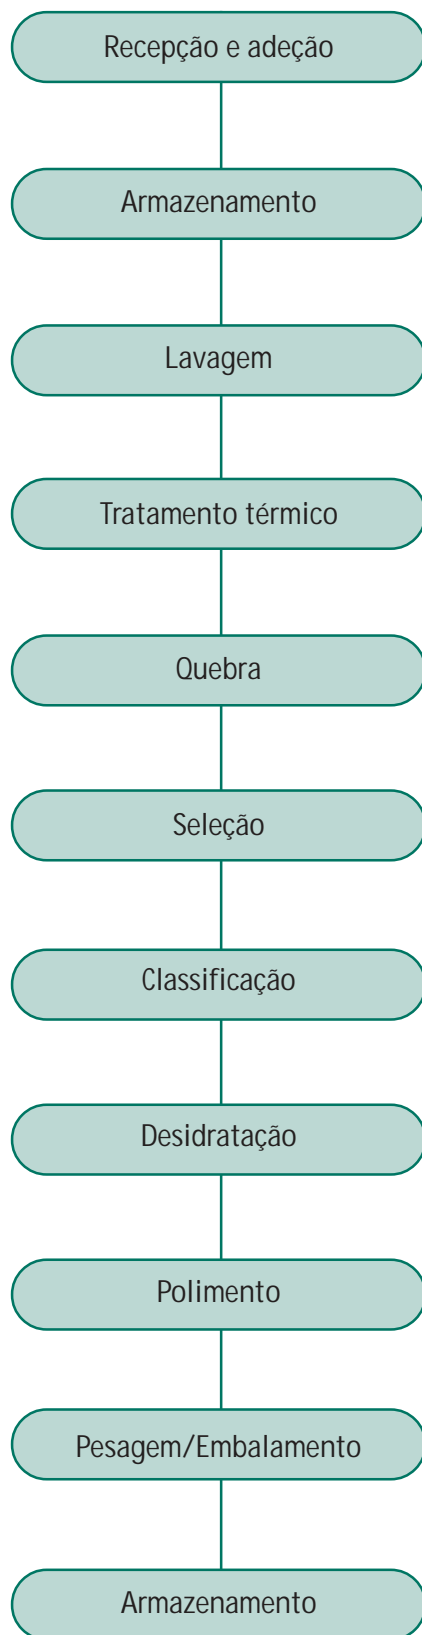 Recepção e adeção
Armazenamento
Lavagem
Tratamento térmico
Quebra
Seleção
Classificação
Desidratação
Polimento
Pesagem/Embalamento
Armazenamento